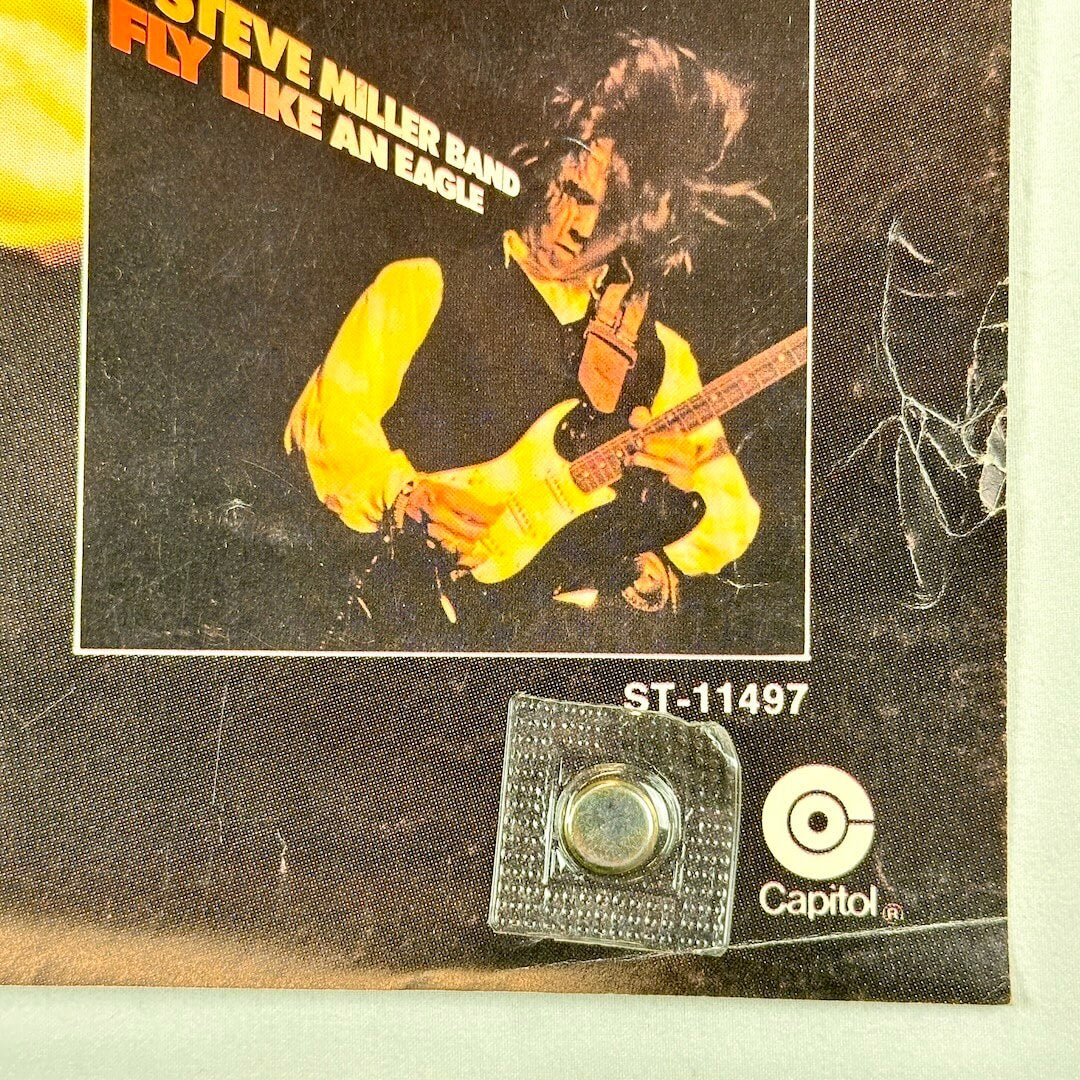 STEVE MILLER BAND
FLY LIKE AN EAGLE
ST-11497
Capitol ®